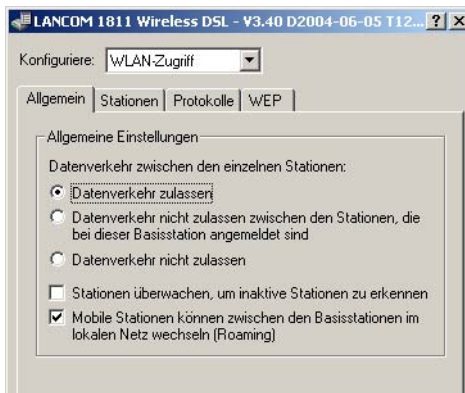 LANCOM 1811 Wireless DSL - V3.40 D2004-06-05 T12...
Konfiguriere: WLAN-Zugriff
Allgemein Stationen Protokolle WEP
Allgemeine Einstellungen
Datenverkehr zwischen den einzelnen Stationen:
Datenverkehr zulassen
Datenverkehr nicht zulassen zwischen den Stationen, die
bei dieser Basisstation angemeldet sind
Datenverkehr nicht zulassen
Stationen überwachen, um inaktive Stationen zu erkennen
Mobile Stationen können zwischen den Basisstationen im
lokalen Netz wechseln (Roaming)